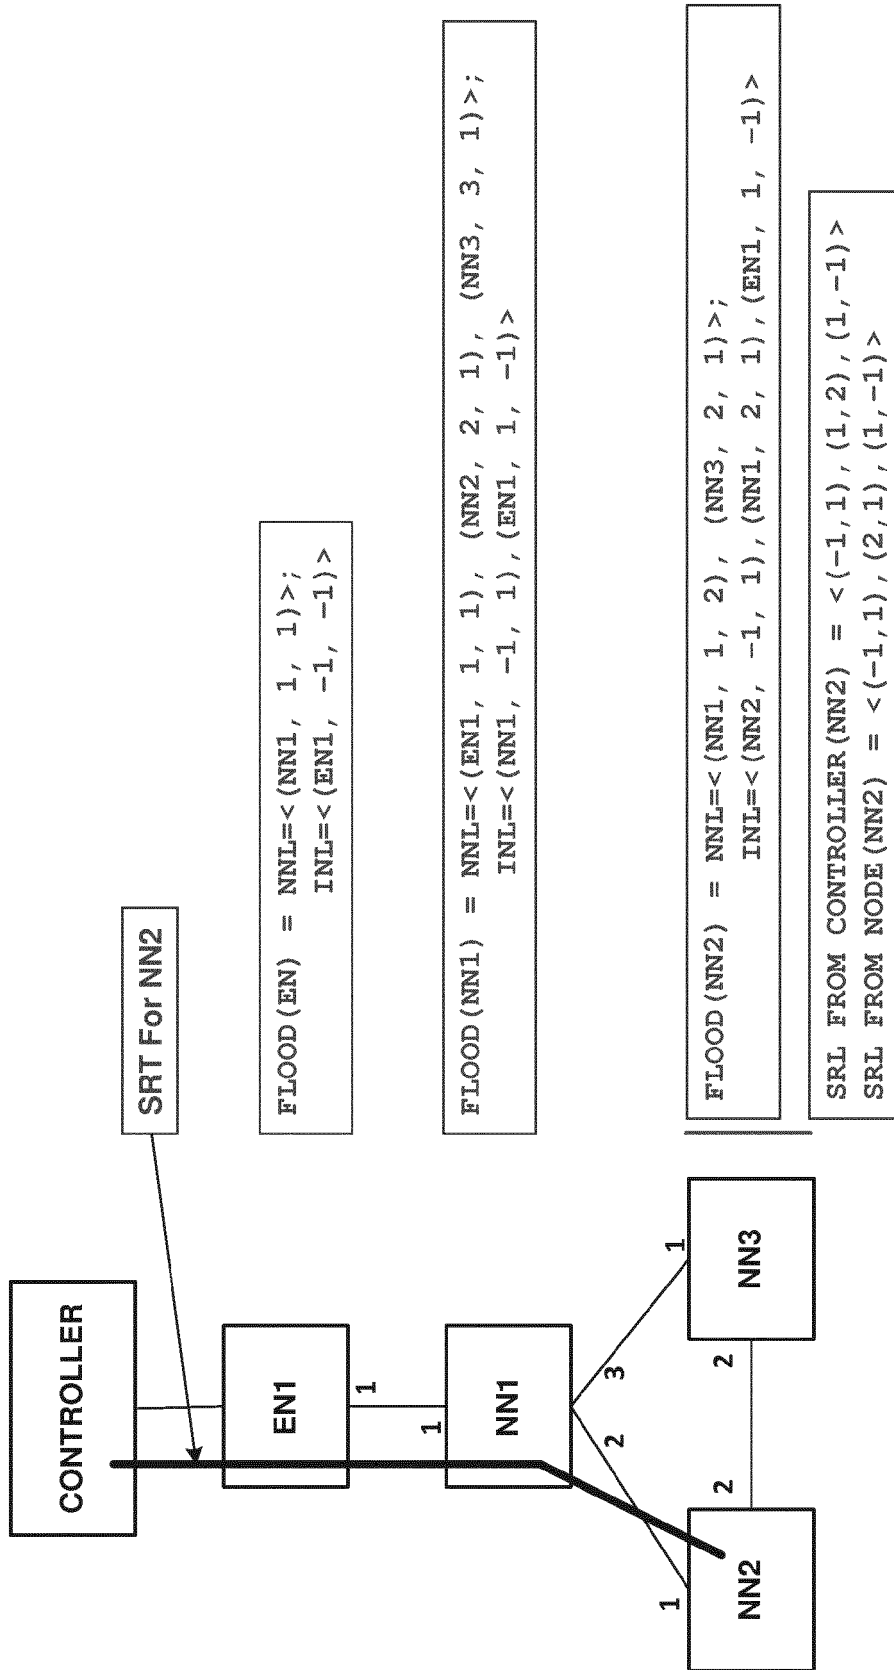 CONTROLLER
SRT For NN2
EN1
1
FLOOD(EN) = NNL=<(NN1, 1, 1)>;
INL=<(EN1, -1, -1)>
1
NN1
2
3
FLOOD(NN1) = NNL=<(EN1, 1, 1), (NN2, 2, 1), (NN3, 3, 1)>;
INL=<(NN1, -1, 1),(EN1, 1, -1)>
1
NN2
2
2
1
NN3
FLOOD(NN2) = NNL=<(NN1, 1, 2), (NN3, 2, 1)>;
INL=<(NN2, -1, 1),(NN1, 2, 1),(EN1, 1, -1)>
SRL FROM CONTROLLER(NN2) = <(-1,1),(1,2),(1,-1)>
SRL FROM NODE(NN2) = <(-1,1),(2,1),(1,-1)>